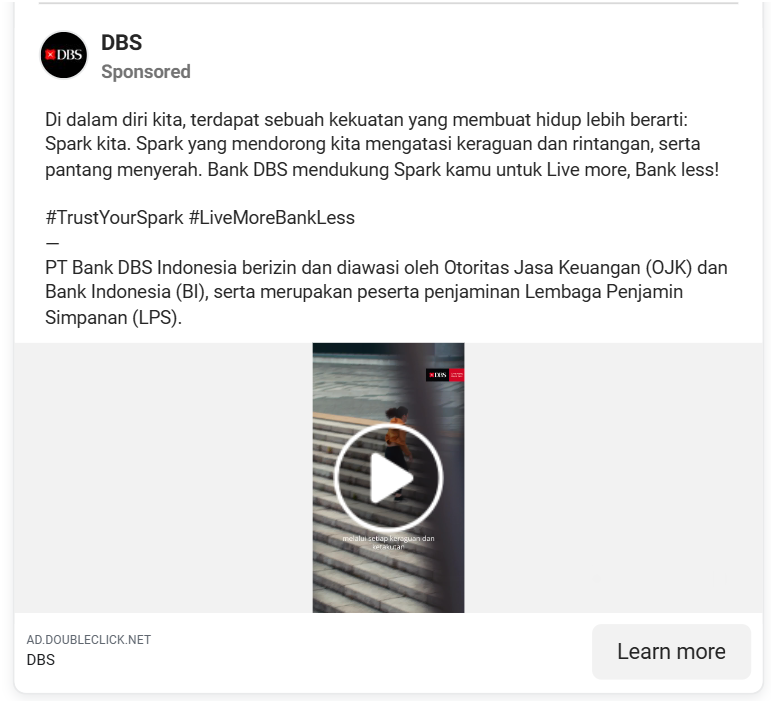 DBS
DBS
Sponsored
Di dalam diri kita, terdapat sebuah kekuatan yang membuat hidup lebih berarti:
Spark kita. Spark yang mendorong kita mengatasi keraguan dan rintangan, serta
pantang menyerah. Bank DBS mendukung Spark kamu untuk Live more, Bank less!
#TrustYourSpark #LiveMoreBankLess
—
PT Bank DBS Indonesia berizin dan diawasi oleh Otoritas Jasa Keuangan (OJK) dan
Bank Indonesia (BI), serta merupakan peserta penjaminan Lembaga Penjamin
Simpanan (LPS).
DBS
melalui setiap keraguan dan
ketakutan
AD.DOUBLECLICK.NET
DBS
Learn more